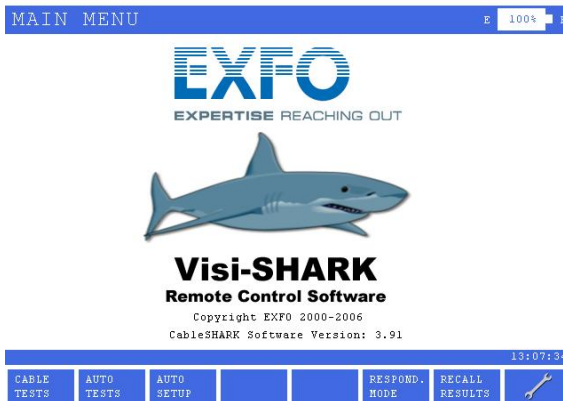 MAIN MENU
E 100%
EXFO
EXPERTISE REACHING OUT
Visi-SHARK
Remote Control Software
Copyright EXFO 2000-2006
CableSHARK Software Version: 3.91
13:07:34
CABLE TESTS
AUTO TESTS
AUTO SETUP
RESPOND. MODE
RECALL RESULTS